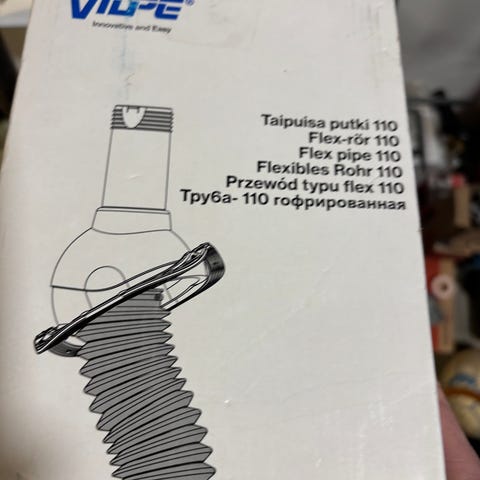 VILPE®
Innovative and Easy
Taipuisa putki 110
Flex-rör 110
Flex pipe 110
Flexibles Rohr 110
Przewód typu flex 110
Труба- 110 гофрированная